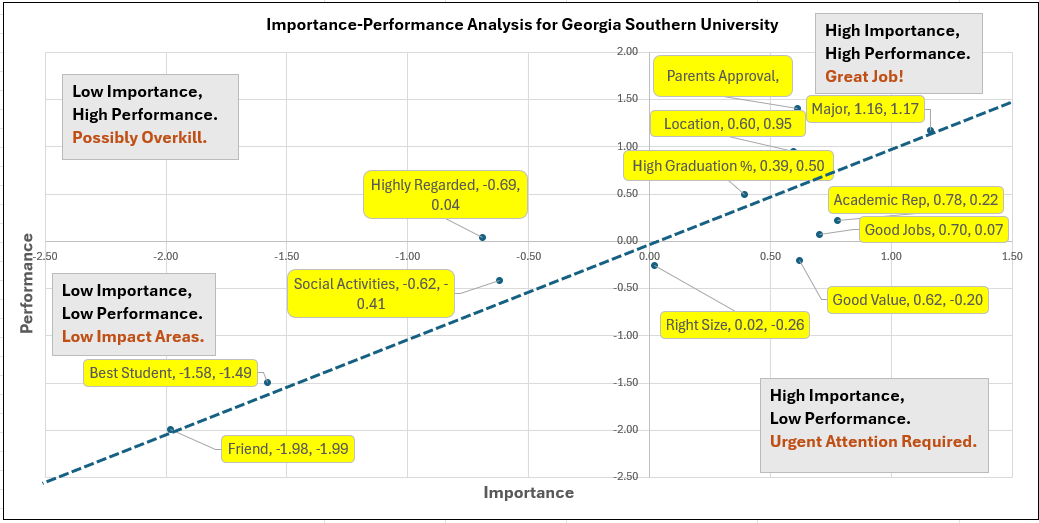 Importance-Performance Analysis for Georgia Southern University
High Importance,
High Performance.
Great Job!
Low Importance,
High Performance.
Possibly Overkill.
2.00
1.50
1.00
0.50
0.00
-0.50
-1.00
-1.50
-2.00
-2.50
Parents Approval,
Major, 1.16, 1.17
Location, 0.60, 0.95
High Graduation %, 0.39, 0.50
Highly Regarded, -0.69,
0.04
Academic Rep, 0.78, 0.22
Good Jobs, 0.70, 0.07
-2.50
-2.00
-1.50
-1.00
-0.50
0.00
0.50
1.00
1.50
Performance
Social Activities, -0.62, -
0.41
Low Importance,
Low Performance.
Low Impact Areas.
Good Value, 0.62, -0.20
Right Size, 0.02, -0.26
Best Student, -1.58, -1.49
High Importance,
Low Performance.
Urgent Attention Required.
Friend, -1.98, -1.99
Importance